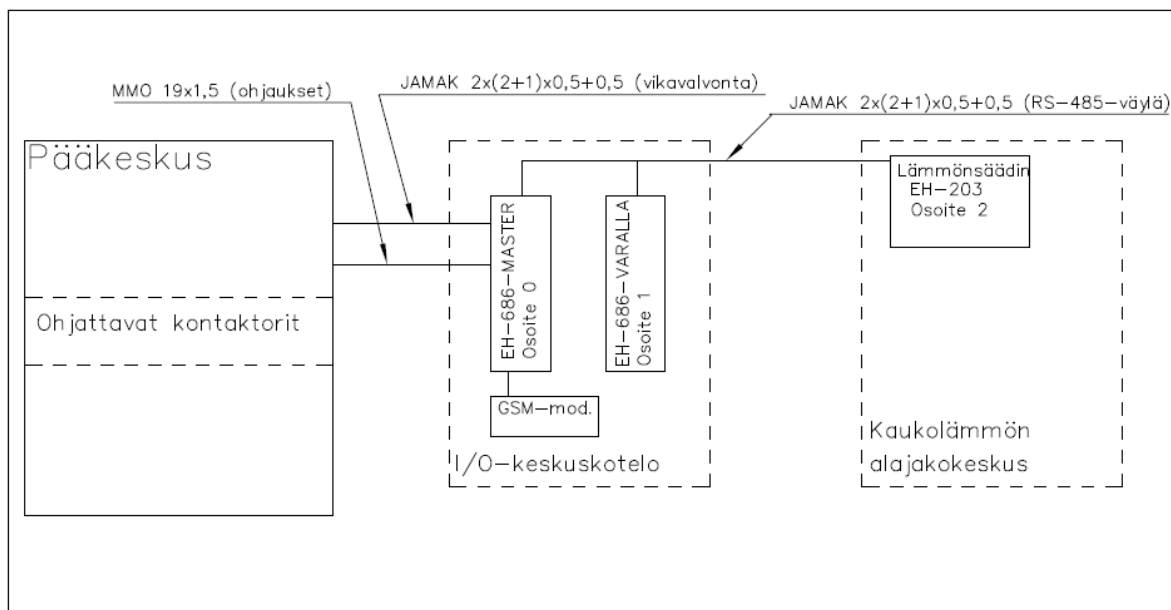 JAMAK 2x(2+1)x0,5+0,5 (vikavalvonta)
MMO 19x1,5 (ohjaukset)
JAMAK 2x(2+1)x0,5+0,5 (RS-485-väylä)
Pääkeskus
Ohjattavat kontaktorit
EH-686-MASTER
Osoite 0
GSM-mod.
EH-686-VARALLA
Osoite 1
I/O-keskuskotelo
Lämmönsäädin
EH-203
Osoite 2
Kaukolämmön
alajakokeskus